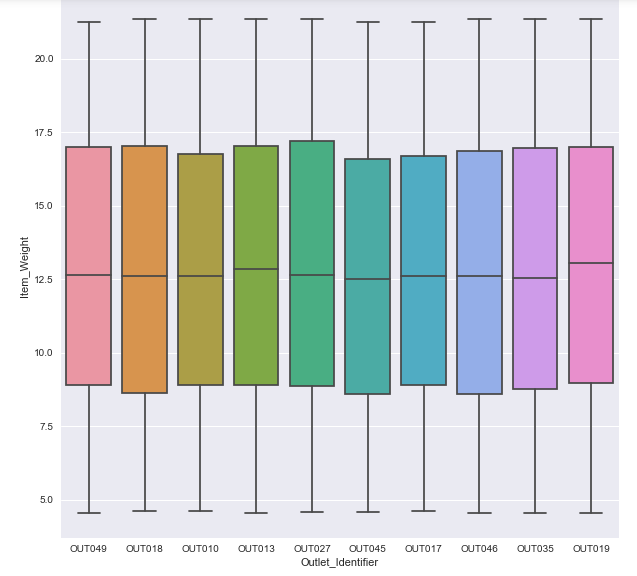 20.0
17.5
15.0
12.5
10.0
7.5
5.0
Item_Weight
OUT049 OUT018 OUT010 OUT013 OUT027 OUT045 OUT017 OUT046 OUT035 OUT019
Outlet_Identifier